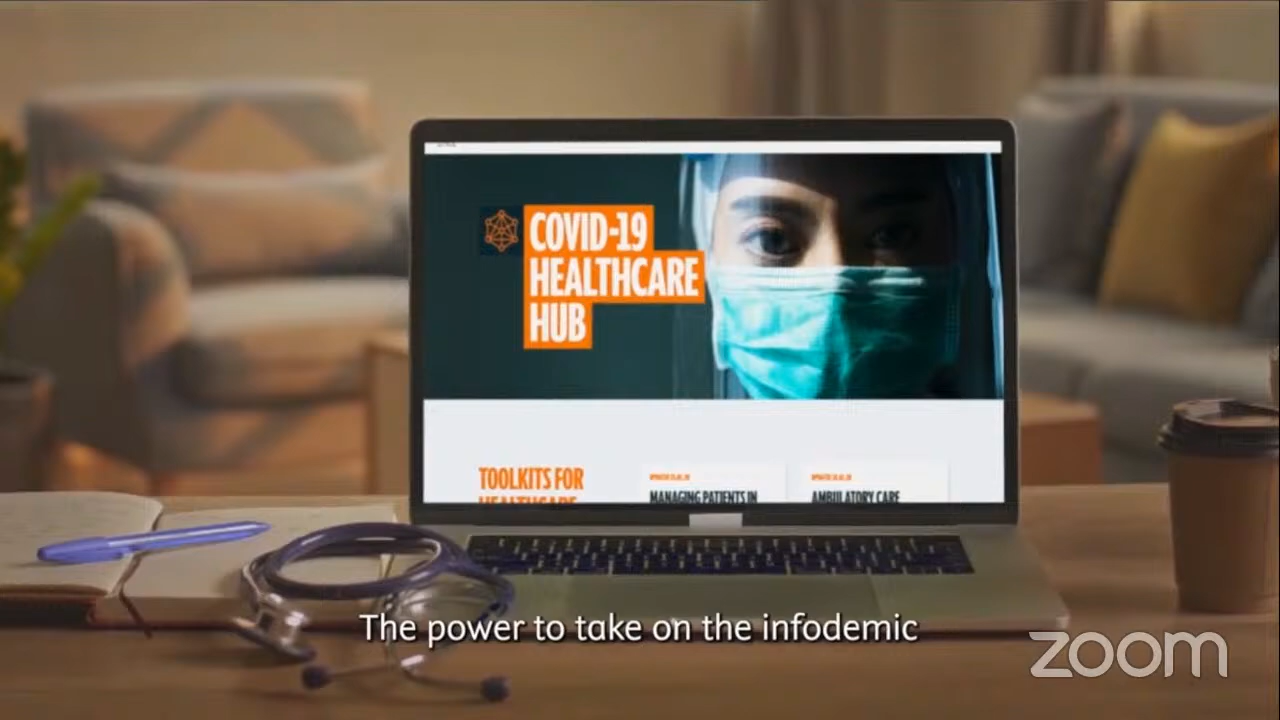 COVID-19
HEALTHCARE
HUB
TOOLKITS FOR
HEALTHCARE
MANAGING PATIENTS IN
AMBULATORY CARE
The power to take on the infodemic
zoom